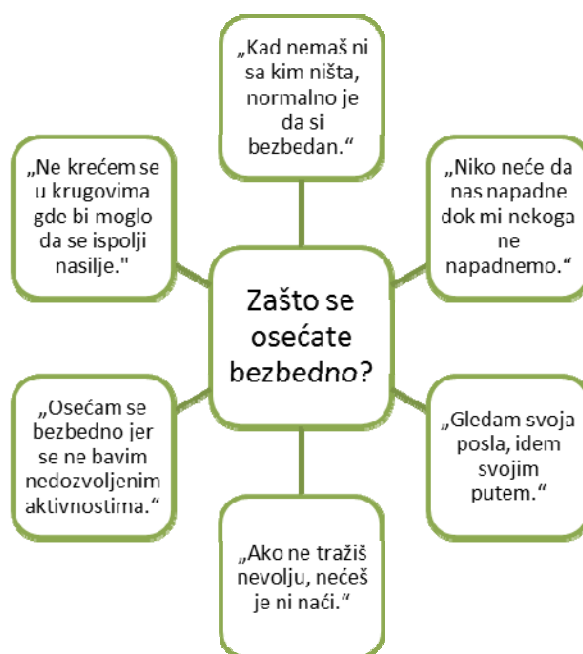 „Kad nemaš ni
sa kim ništa,
normalno je
da si
bezbedan.“
„Ne krećem se
u krugovima
gde bi moglo
da se ispolji
nasilje."
„Niko neće da
nas napadne
dok mi nekoga
ne
napadnemo.“
Zašto se
osećate
bezbedno?
„Osećam se
bezbedno jer
se ne bavim
nedozvoljenim
aktivnostima.“
„Gledam svoja
posla, idem
svojim
putem.“
„Ako ne tražiš
nevolju, nećeš
je ni naći.“